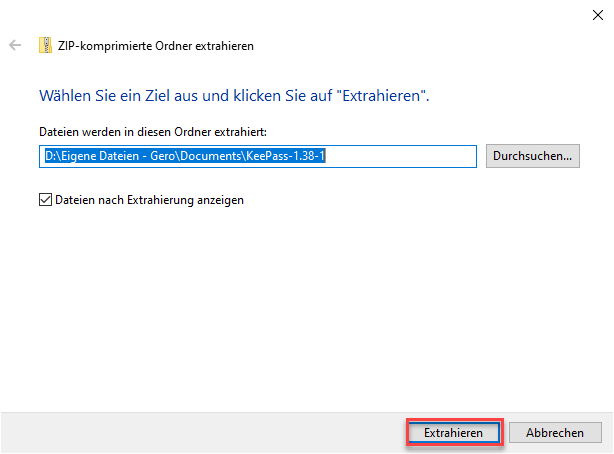 ZIP-komprimierte Ordner extrahieren
Wählen Sie ein Ziel aus und klicken Sie auf "Extrahieren".
Dateien werden in diesen Ordner extrahiert:
D:\Eigene Dateien - Gero\Documents\KeePass-1.38-1
Durchsuchen...
Dateien nach Extrahierung anzeigen
Extrahieren
Abbrechen